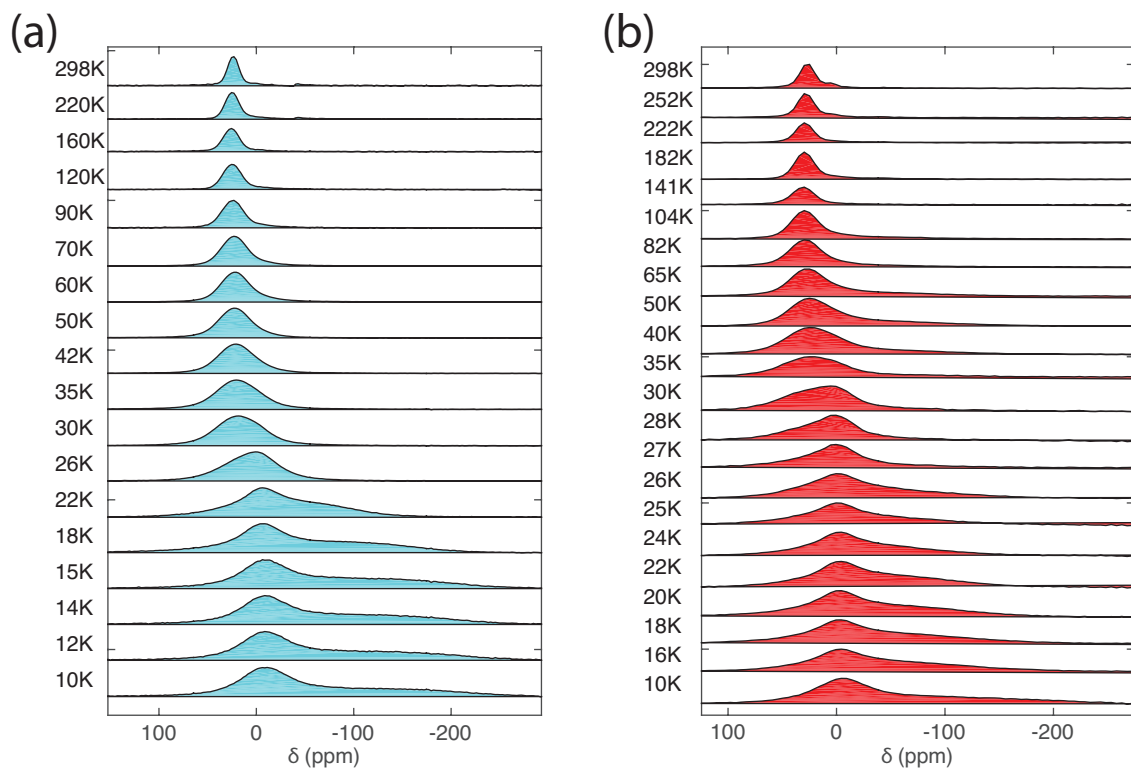 (a)
298K
220K
160K
120K
90K
70K
60K
50K
42K
35K
30K
26K
22K
18K
15K
14K
12K
10K
100 0 -100 -200
δ (ppm)
(b)
298K
252K
222K
182K
141K
104K
82K
65K
50K
40K
35K
30K
28K
27K
26K
25K
24K
22K
20K
18K
16K
10K
100 0 -100 -200
δ (ppm)